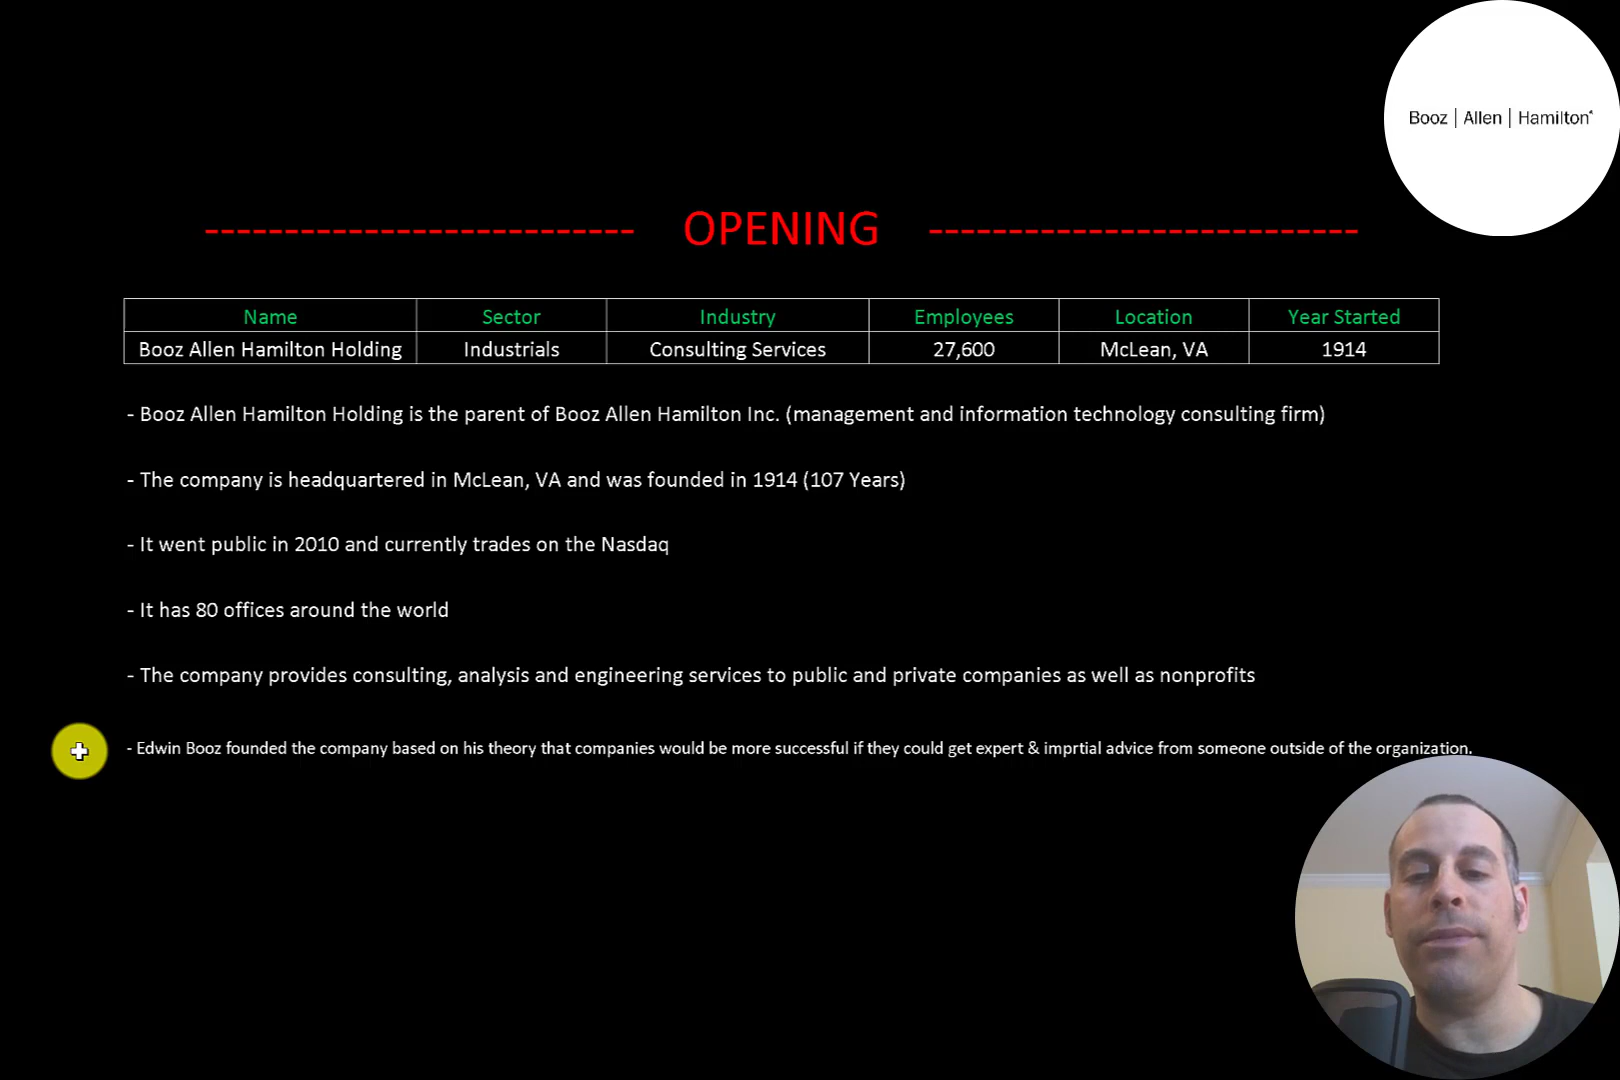 Booz | Allen | Hamilton
--------------------------- OPENING ---------------------------
Name Sector Industry Employees Location Year Started
Booz Allen Hamilton Holding Industrials Consulting Services 27,600 McLean, VA 1914
- Booz Allen Hamilton Holding is the parent of Booz Allen Hamilton Inc. (management and information technology consulting firm)
- The company is headquartered in McLean, VA and was founded in 1914 (107 Years)
- It went public in 2010 and currently trades on the Nasdaq
- It has 80 offices around the world
- The company provides consulting, analysis and engineering services to public and private companies as well as nonprofits
- Edwin Booz founded the company based on his theory that companies would be more successful if they could get expert & imprtial advice from someone outside of the organization.